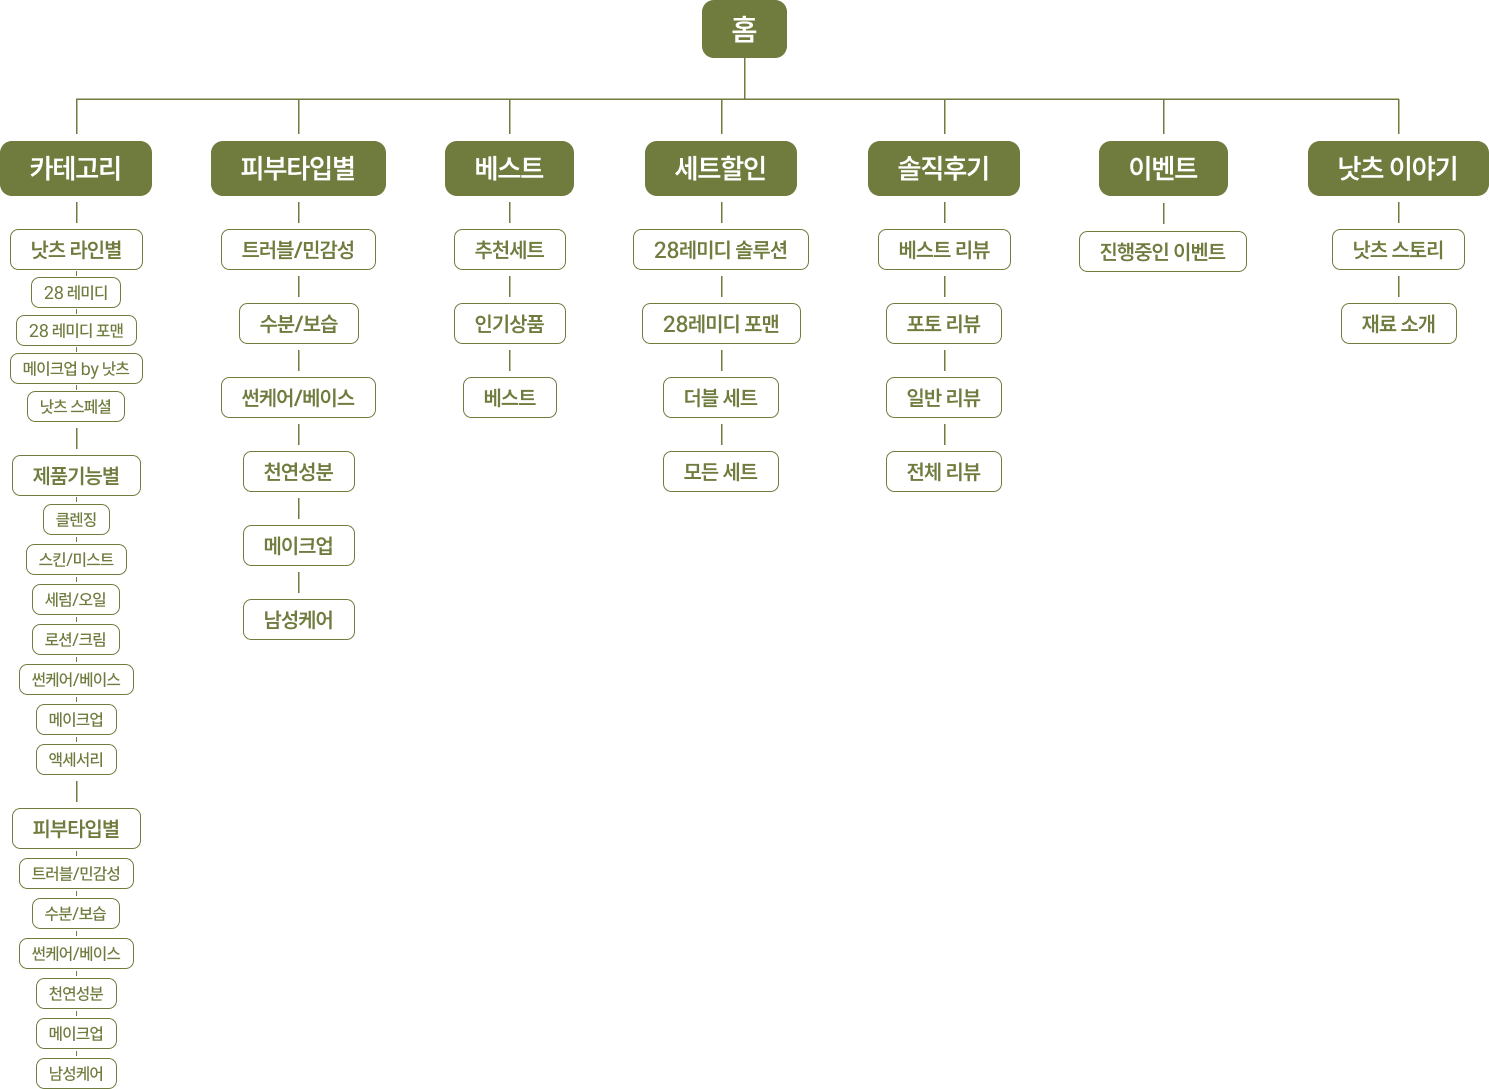 홈
카테고리
낫츠 라인별
28 레미디
28 레미디 포맨
메이크업 by 낫츠
낫츠 스페셜
제품기능별
클렌징
스킨/미스트
세럼/오일
로션/크림
썬케어/베이스
메이크업
액세서리
피부타입별
트러블/민감성
수분/보습
썬케어/베이스
천연성분
메이크업
남성케어
피부타입별
트러블/민감성
수분/보습
썬케어/베이스
천연성분
메이크업
남성케어
베스트
추천세트
인기상품
베스트
세트할인
28레미디 솔루션
28레미디 포맨
더블 세트
모든 세트
솔직후기
베스트 리뷰
포토 리뷰
일반 리뷰
전체 리뷰
이벤트
진행중인 이벤트
낫츠 이야기
낫츠 스토리
재료 소개